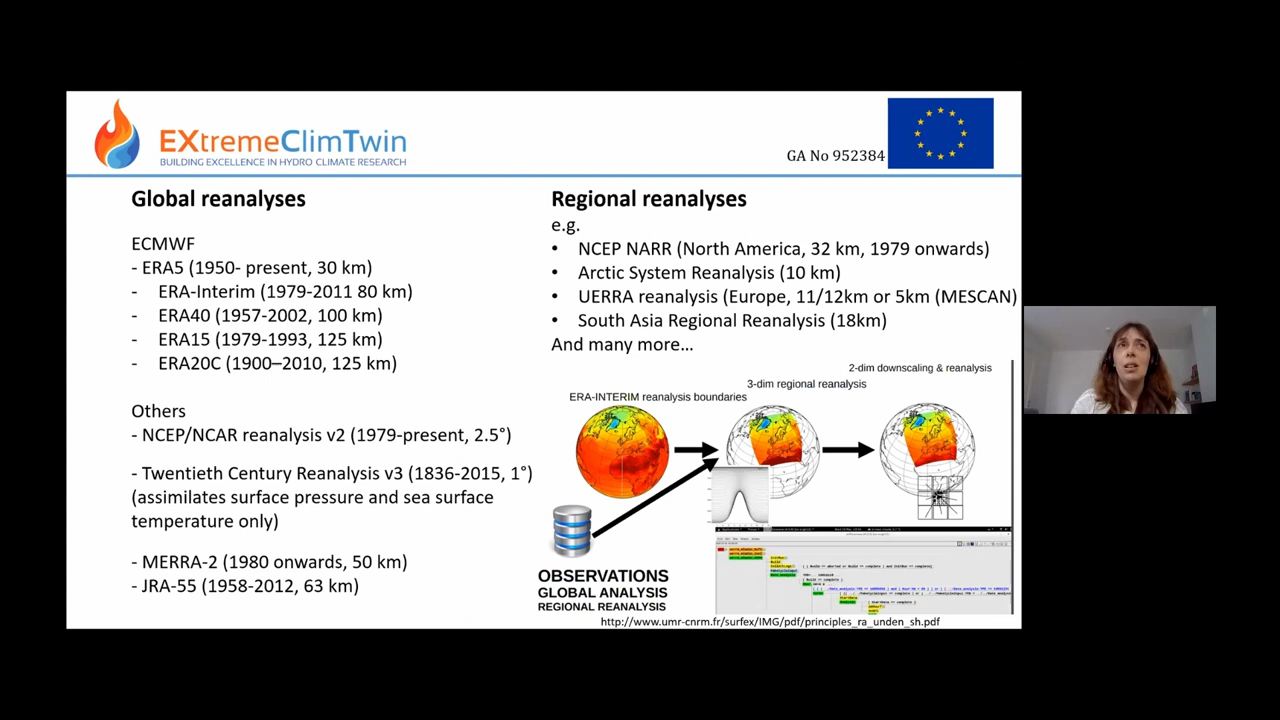 EXtremeClimTwin
BUILDING EXCELLENCE IN HYDRO CLIMATE RESEARCH
GA No 952384
Global reanalyses
ECMWF
- ERA5 (1950- present, 30 km)
- ERA-Interim (1979-2011 80 km)
- ERA40 (1957-2002, 100 km)
- ERA15 (1979-1993, 125 km)
- ERA20C (1900–2010, 125 km)
Others
- NCEP/NCAR reanalysis v2 (1979-present, 2.5°)
- Twentieth Century Reanalysis v3 (1836-2015, 1°)
(assimilates surface pressure and sea surface
temperature only)
- MERRA-2 (1980 onwards, 50 km)
- JRA-55 (1958-2012, 63 km)
Regional reanalyses
e.g.
• NCEP NARR (North America, 32 km, 1979 onwards)
• Arctic System Reanalysis (10 km)
• UERRA reanalysis (Europe, 11/12km or 5km (MESCAN)
• South Asia Regional Reanalysis (18km)
And many more...
2-dim downscaling & reanalysis
3-dim regional reanalysis
ERA-INTERIM reanalysis boundaries
OBSERVATIONS
GLOBAL ANALYSIS
REGIONAL REANALYSIS
http://www.umr-cnrm.fr/surfex/IMG/pdf/principles_ra_unden_sh.pdf